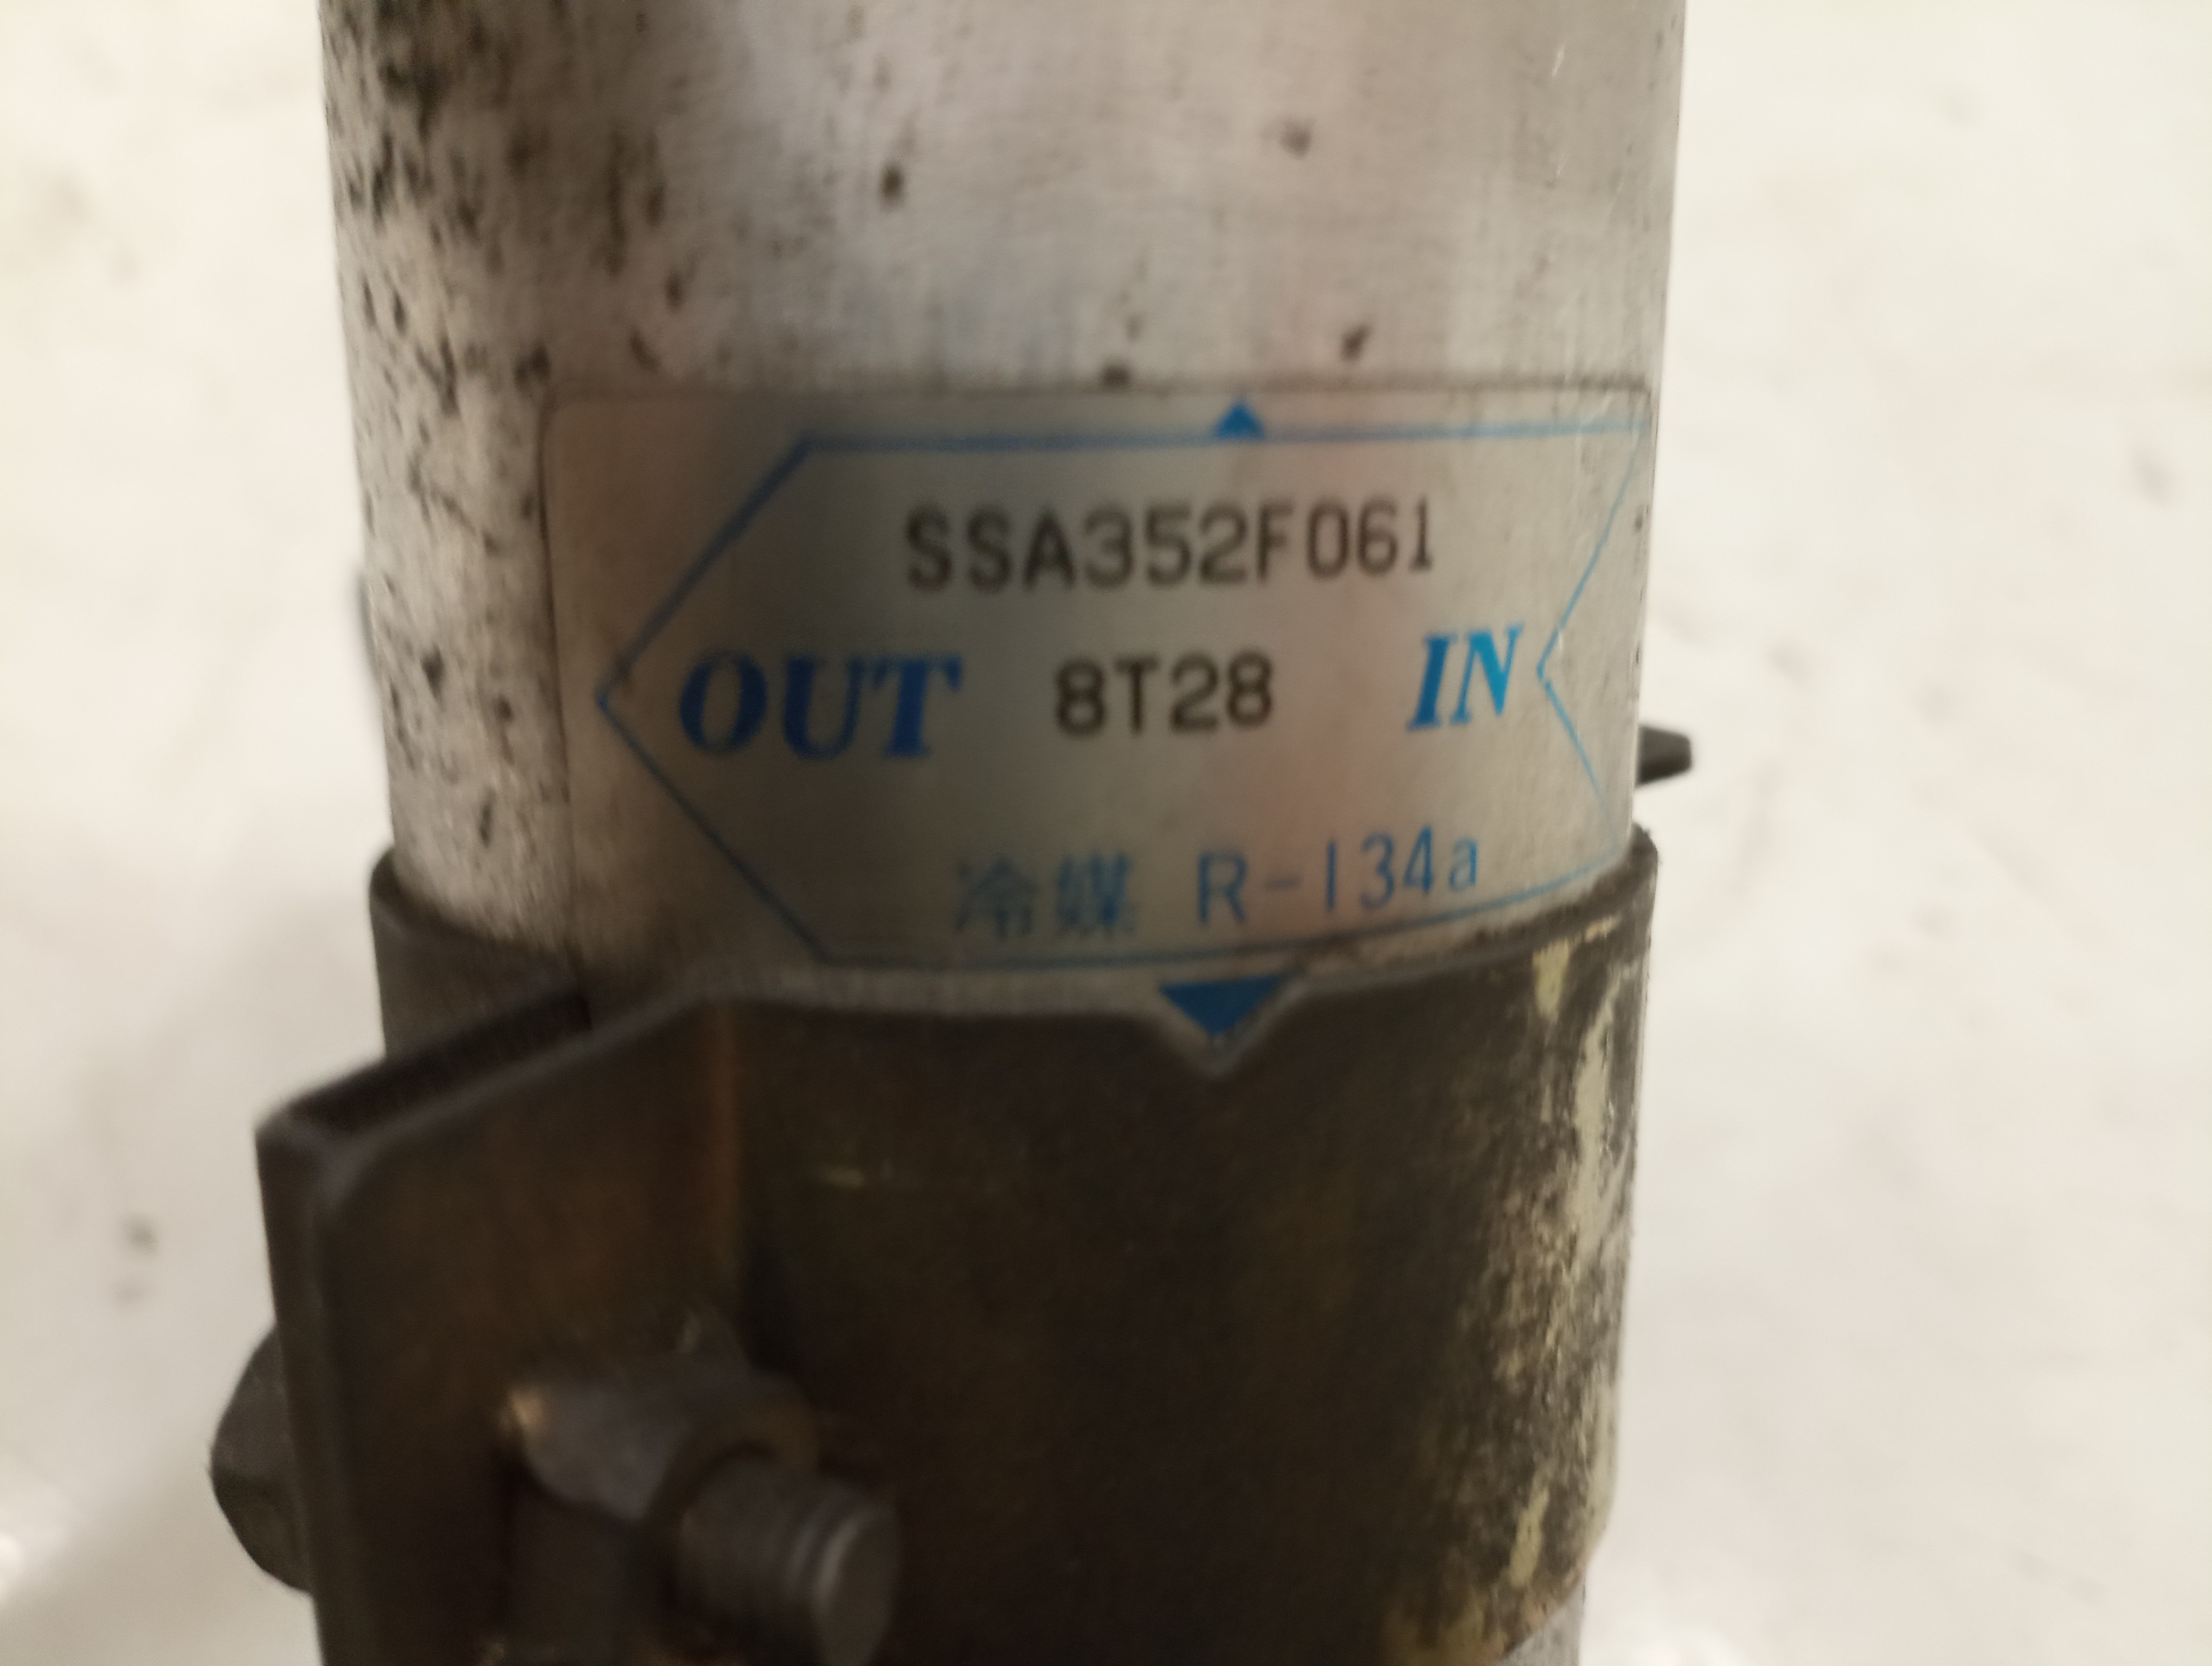 SSA352F061
OUT 8T28 IN
冷媒 R-134a